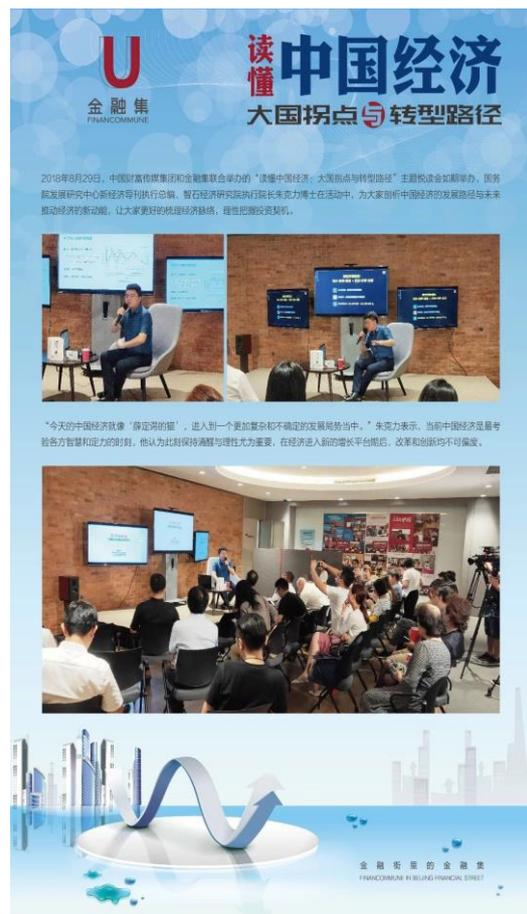 金融集
FINANCOMMUNE
读懂
中国经济
大国拐点与转型路径
2018年8月29日，中国财富传媒集团和金融集联合举办的“读懂中国经济：大国拐点与转型路径”主题悦读会如期举办，国务
院发展研究中心新经济导刊执行总编、智石经济研究院执行院长朱克力博士在活动中，为大家剖析中国经济的发展路径与未来
推动经济的新动能，让大家更好的梳理经济脉络，理性把握投资契机。
“今天的中国经济就像‘薛定谔的猫’，进入到一个更加复杂和不确定的发展局势当中。”朱克力表示，当前中国经济是最考
验各方智慧和定力的时刻，他认为此刻保持清醒与理性尤为重要，在经济进入新的增长平台期后，改革和创新均不可偏废。
金融街里的金融集
FINANCOMMUNE IN BEIJING FINANCIAL STREET